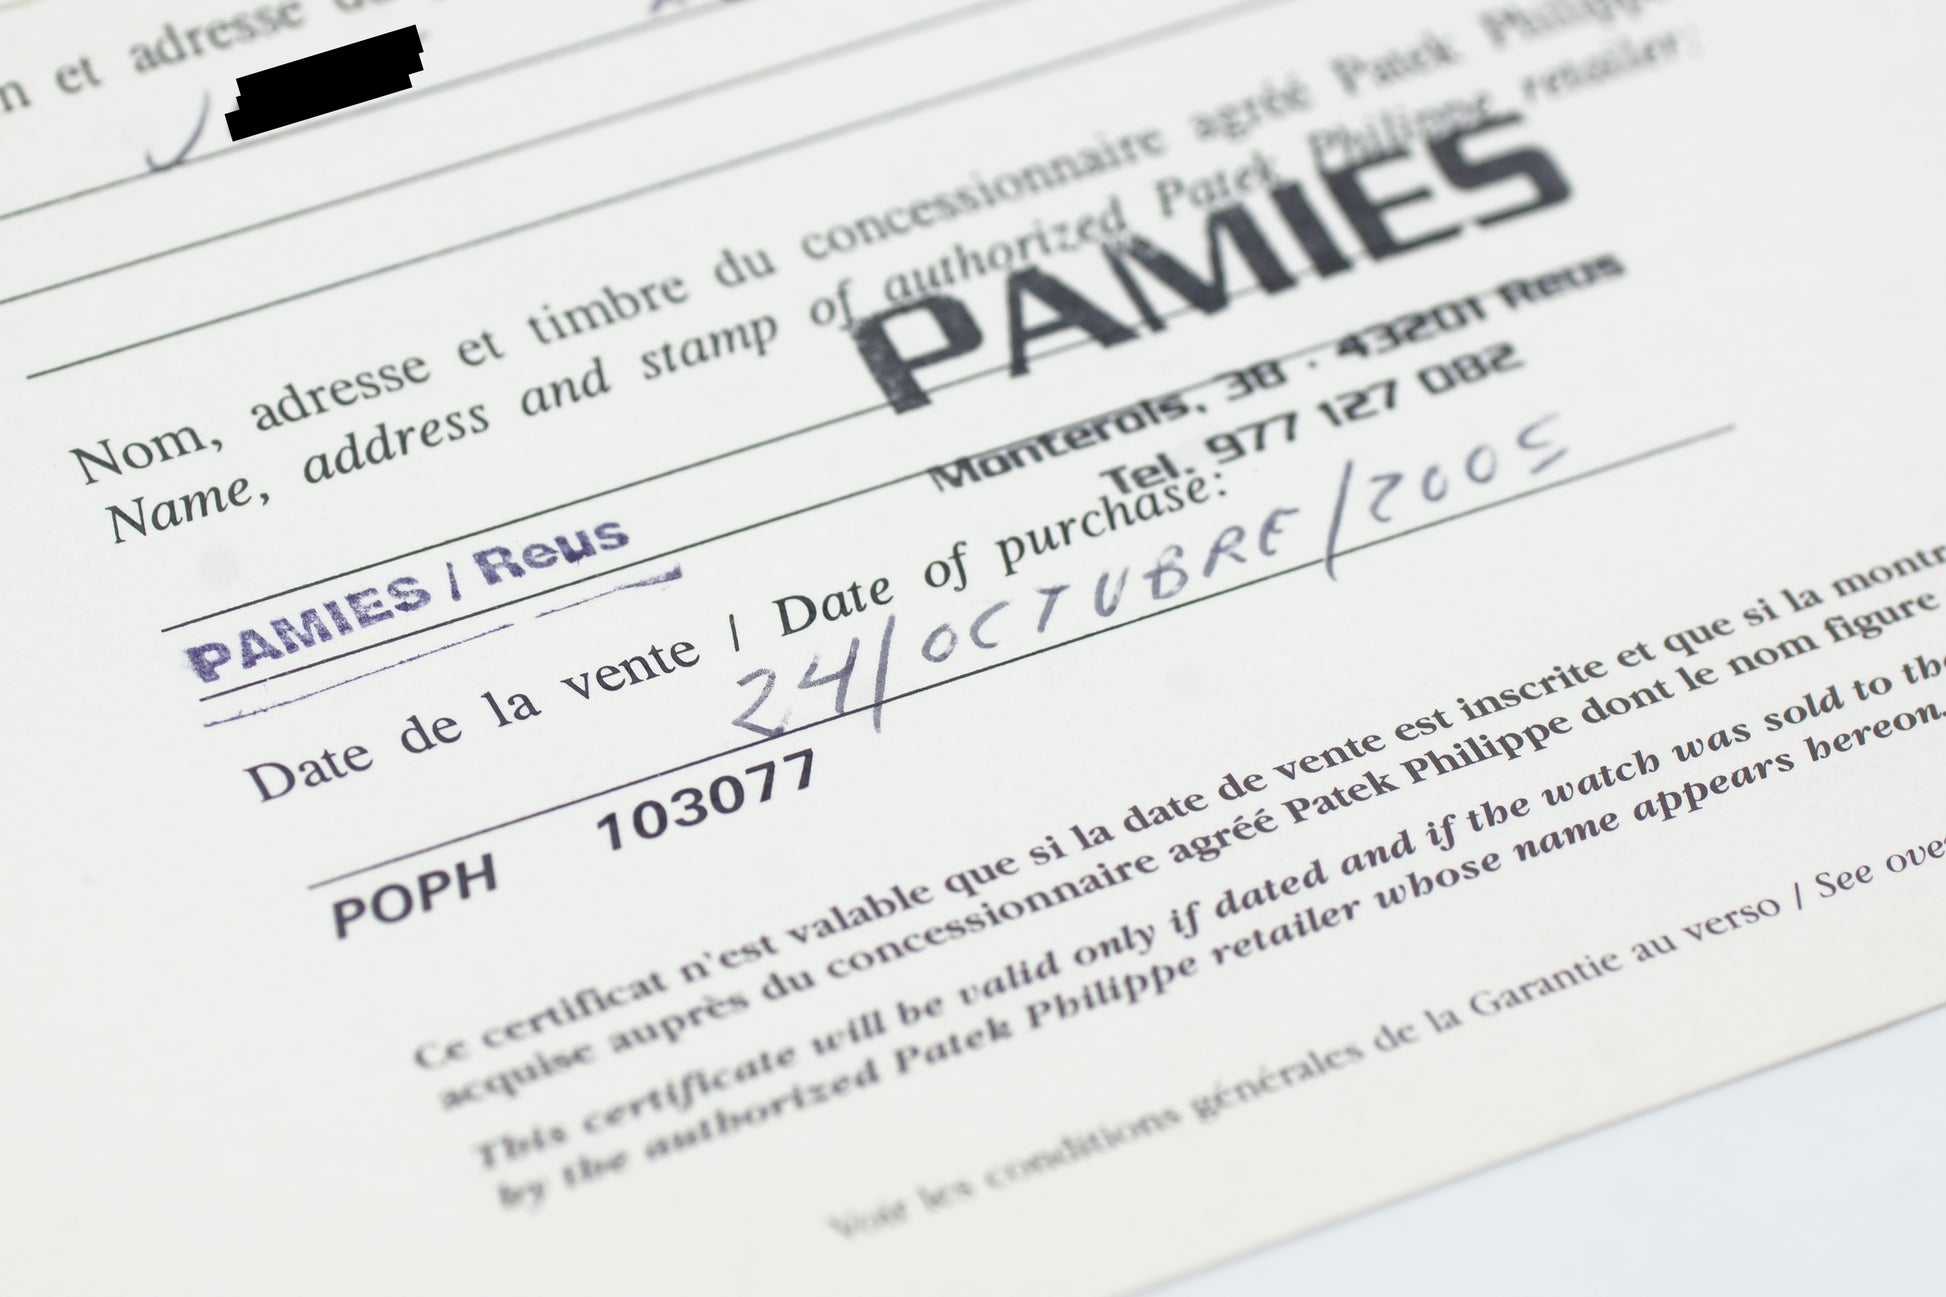 n et adresse du
Nom, adresse et timbre du concessionnaire agréé Patek Philippe
Name, address and stamp of authorized Patek Philippe retailer:
PAMIES
Monterols, 38 · 43201 Reus
Tel. 977 127 082
PAMIES / Reus
Date de la vente / Date of purchase:
24/OCTUBRE/2005
POPH 103077
Ce certificat n'est valable que si la date de vente est inscrite et que si la montr
acquise auprès du concessionnaire agréé Patek Philippe dont le nom figure
This certificate will be valid only if dated and if the watch was sold to the
by the authorized Patek Philippe retailer whose name appears hereon.
Voir les conditions générales de la Garantie au verso / See ove